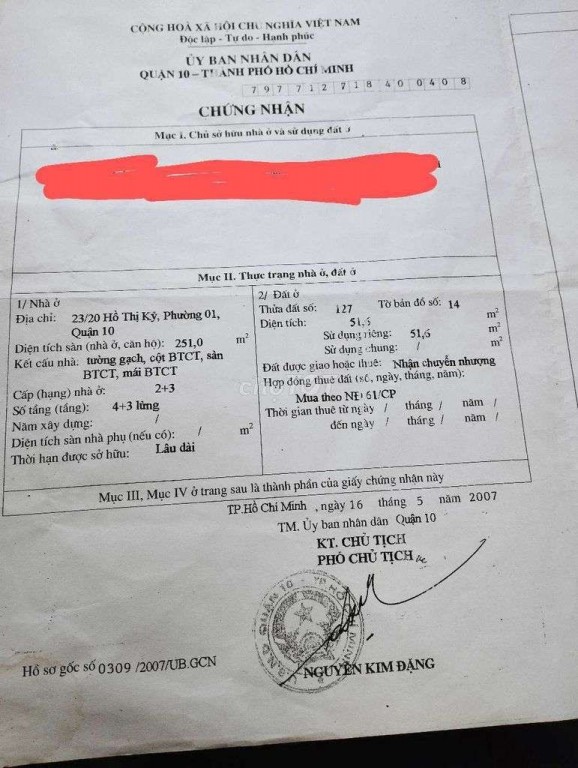 CỘNG HOÀ XÃ HỘI CHỦ NGHĨA VIỆT NAM
Độc lập - Tự do - Hạnh phúc
ỦY BAN NHÂN DÂN
QUẬN 10 – THÀNH PHỐ HỒ CHÍ MINH
797712718400408
CHỨNG NHẬN
Mục I. Chủ sở hữu nhà ở và sử dụng đất ở
Mục II. Thực trạng nhà ở, đất ở
1/ Nhà ở
Địa chỉ: 23/20 Hồ Thị Kỷ, Phường 01,
Quận 10
Diện tích sàn (nhà ở, căn hộ): 251,0 m²
Kết cấu nhà: tường gạch, cột BTCT, sàn
BTCT, mái BTCT
Cấp (hạng) nhà ở: 2+3
Số tầng (tầng): 4+3 lửng
Năm xây dựng: /
Diện tích sàn nhà phụ (nếu có): / m²
Thời hạn được sở hữu: Lâu dài
2/ Đất ở
Thửa đất số: 127 Tờ bản đồ số: 14
Diện tích: 51,6 m²
Sử dụng riêng: 51,6 m²
Sử dụng chung: / m²
Đất được giao hoặc thuê: Nhận chuyển nhượng
Hợp đồng thuê đất (số, ngày, tháng, năm):
Mua theo NĐ 61/CP
Thời gian thuê từ ngày / tháng / năm /
đến ngày / tháng / năm /
Mục III, Mục IV ở trang sau là thành phần của giấy chứng nhận này
TP.Hồ Chí Minh , ngày 16 tháng 5 năm 2007
TM. Ủy ban nhân dân Quận 10
KT. CHỦ TỊCH
PHÓ CHỦ TỊCH
U.B.N.D QUẬN 10 - TP HỒ CHÍ MINH
Hồ sơ gốc số 0309 /2007/UB.GCN
NGUYỄN KIM ĐẶNG